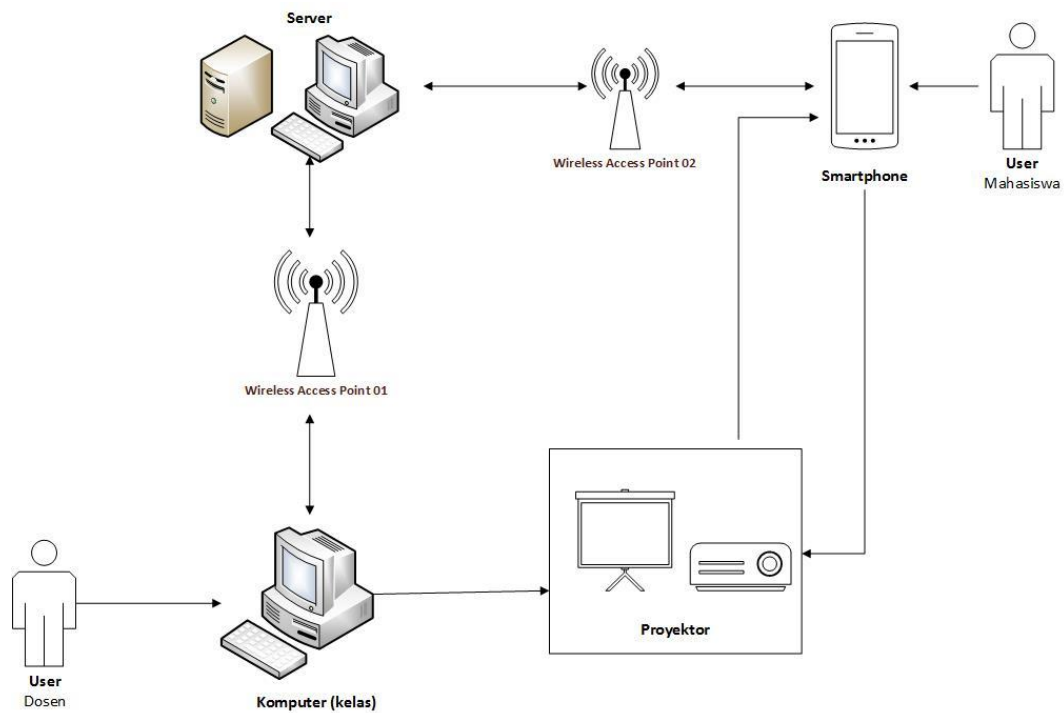 Server
Wireless Access Point 02
Smartphone
User
Mahasiswa
Wireless Access Point 01
Proyektor
User
Dosen
Komputer (kelas)